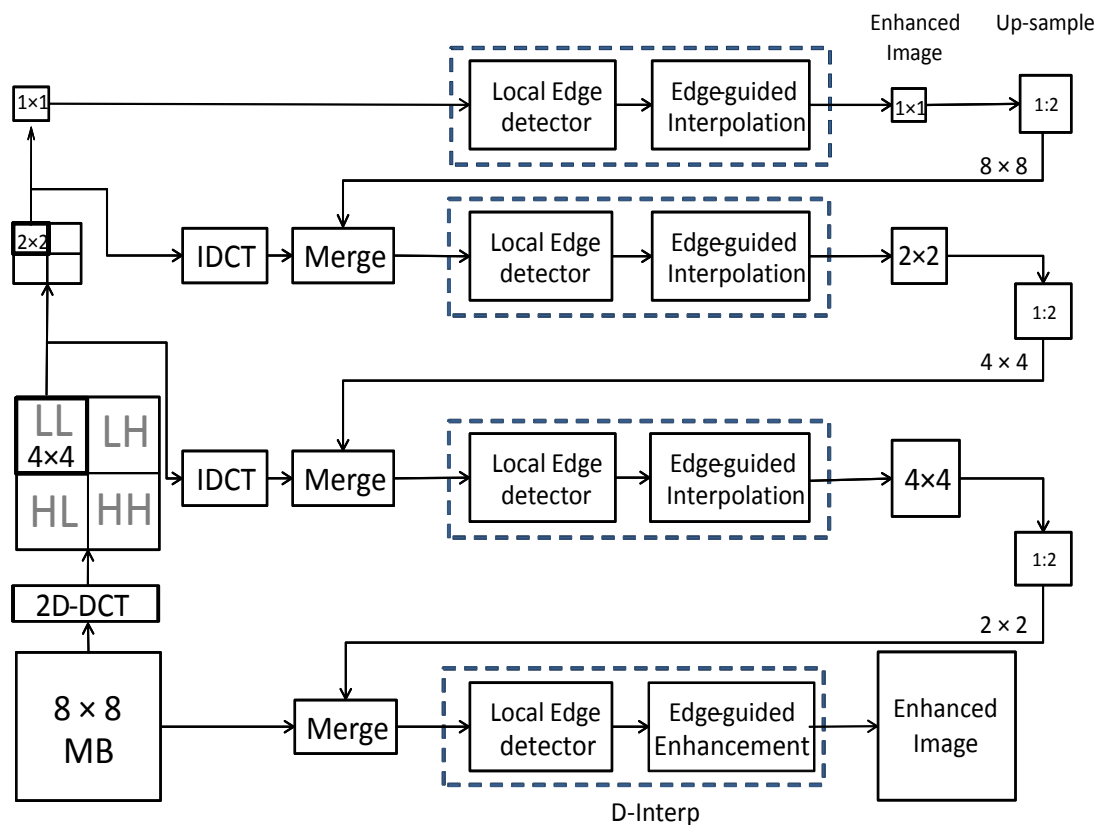 Enhanced
Image
Up-sample
1×1
Local Edge
detector
Edge-guided
Interpolation
1×1
1:2
8 × 8
2×2
IDCT
Merge
Local Edge
detector
Edge-guided
Interpolation
2×2
1:2
4 × 4
LL
4×4
LH
HL
HH
IDCT
Merge
Local Edge
detector
Edge-guided
Interpolation
4×4
1:2
2D-DCT
2 × 2
8 × 8
MB
Merge
Local Edge
detector
Edge-guided
Enhancement
Enhanced
Image
D-Interp